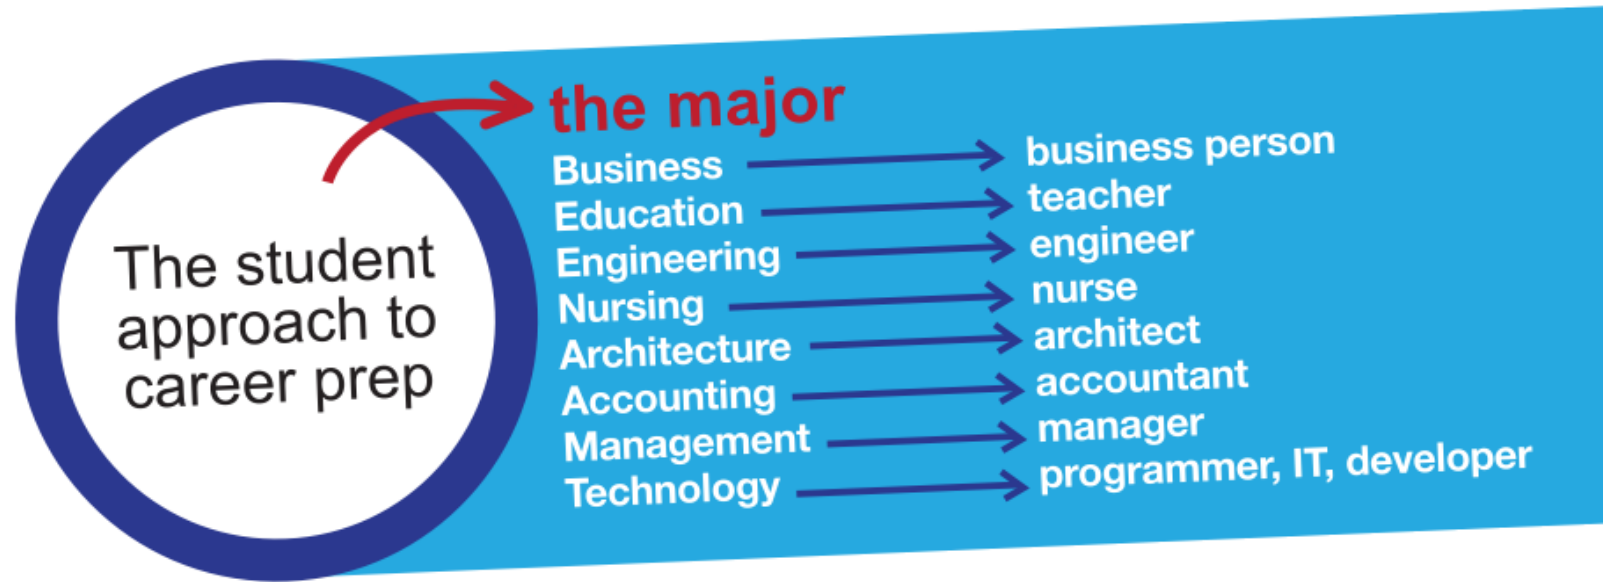 The student
approach to
career prep
the major
Business business person
Education teacher
Engineering engineer
Nursing nurse
Architecture architect
Accounting accountant
Management manager
Technology programmer, IT, developer